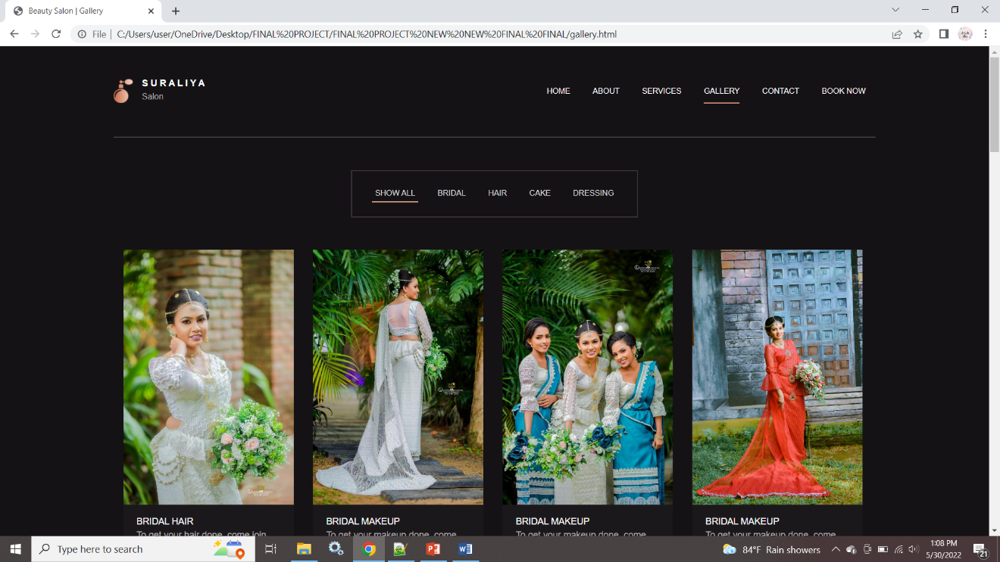 Beauty Salon | Gallery
File | C:/Users/user/OneDrive/Desktop/FINAL%20PROJECT/FINAL%20PROJECT%20NEW%20NEW%20FINAL%20FINAL/gallery.html
SURALIYA
Salon
HOME ABOUT SERVICES GALLERY CONTACT BOOK NOW
SHOW ALL BRIDAL HAIR CAKE DRESSING
BRIDAL HAIR BRIDAL MAKEUP BRIDAL MAKEUP BRIDAL MAKEUP
To get your hair done, come join To get your makeup done, come To get your makeup done, come To get your makeup done, come
Type here to search
84°F Rain showers
1:08 PM
5/30/2022
21